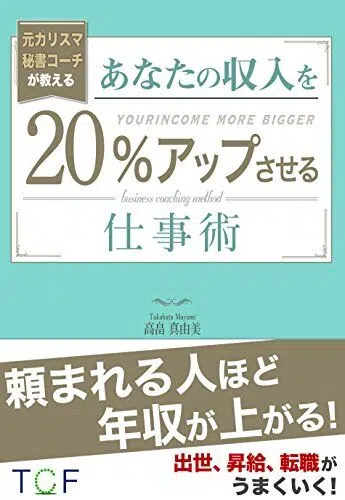 元カリスマ
秘書コーチ
が教える
あなたの収入を
YOURINCOME MORE BIGGER
20%アップさせる
business coaching method
仕事術
Takahata Mayumi
高畠 真由美
頼まれる人ほど
年収が上がる!
出世、昇給、転職が
うまくいく!
TCF